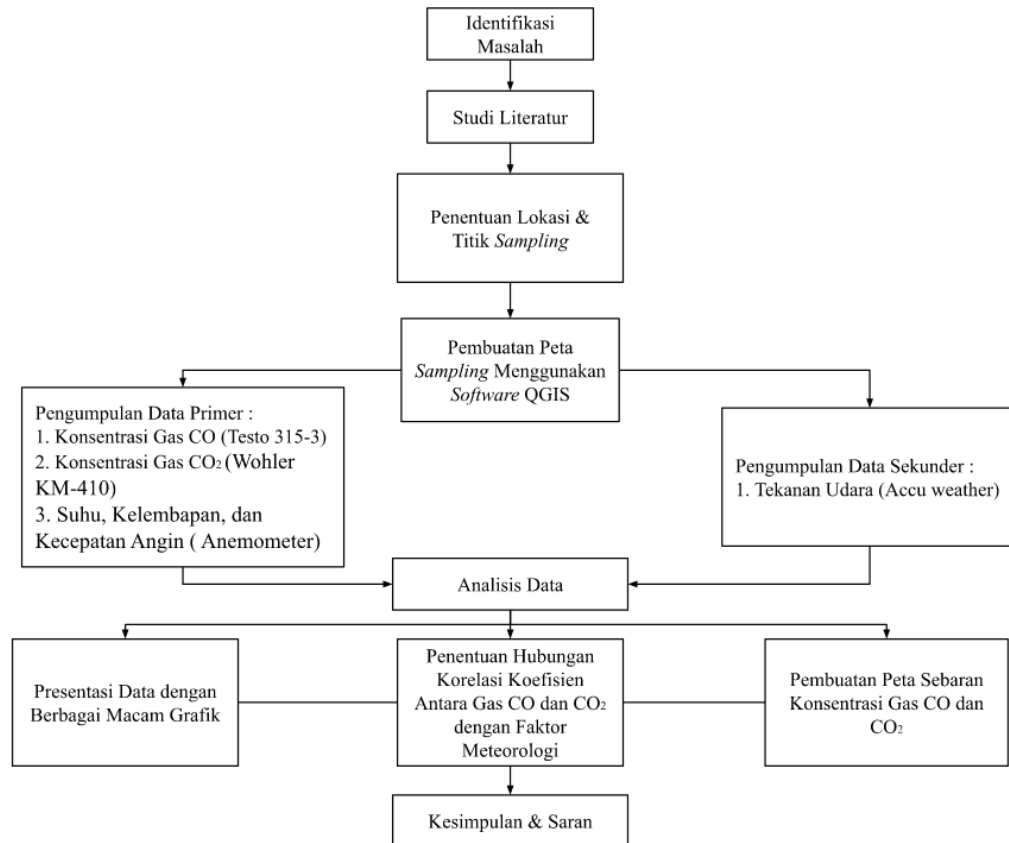 Identifikasi
Masalah
Studi Literatur
Penentuan Lokasi &
Titik Sampling
Pembuatan Peta
Sampling Menggunakan
Software QGIS
Pengumpulan Data Primer :
1. Konsentrasi Gas CO (Testo 315-3)
2. Konsentrasi Gas CO₂ (Wohler
KM-410)
3. Suhu, Kelembapan, dan
Kecepatan Angin ( Anemometer)
Pengumpulan Data Sekunder :
1. Tekanan Udara (Accu weather)
Analisis Data
Presentasi Data dengan
Berbagai Macam Grafik
Penentuan Hubungan
Korelasi Koefisien
Antara Gas CO dan CO₂
dengan Faktor
Meteorologi
Pembuatan Peta Sebaran
Konsentrasi Gas CO dan
CO₂
Kesimpulan & Saran